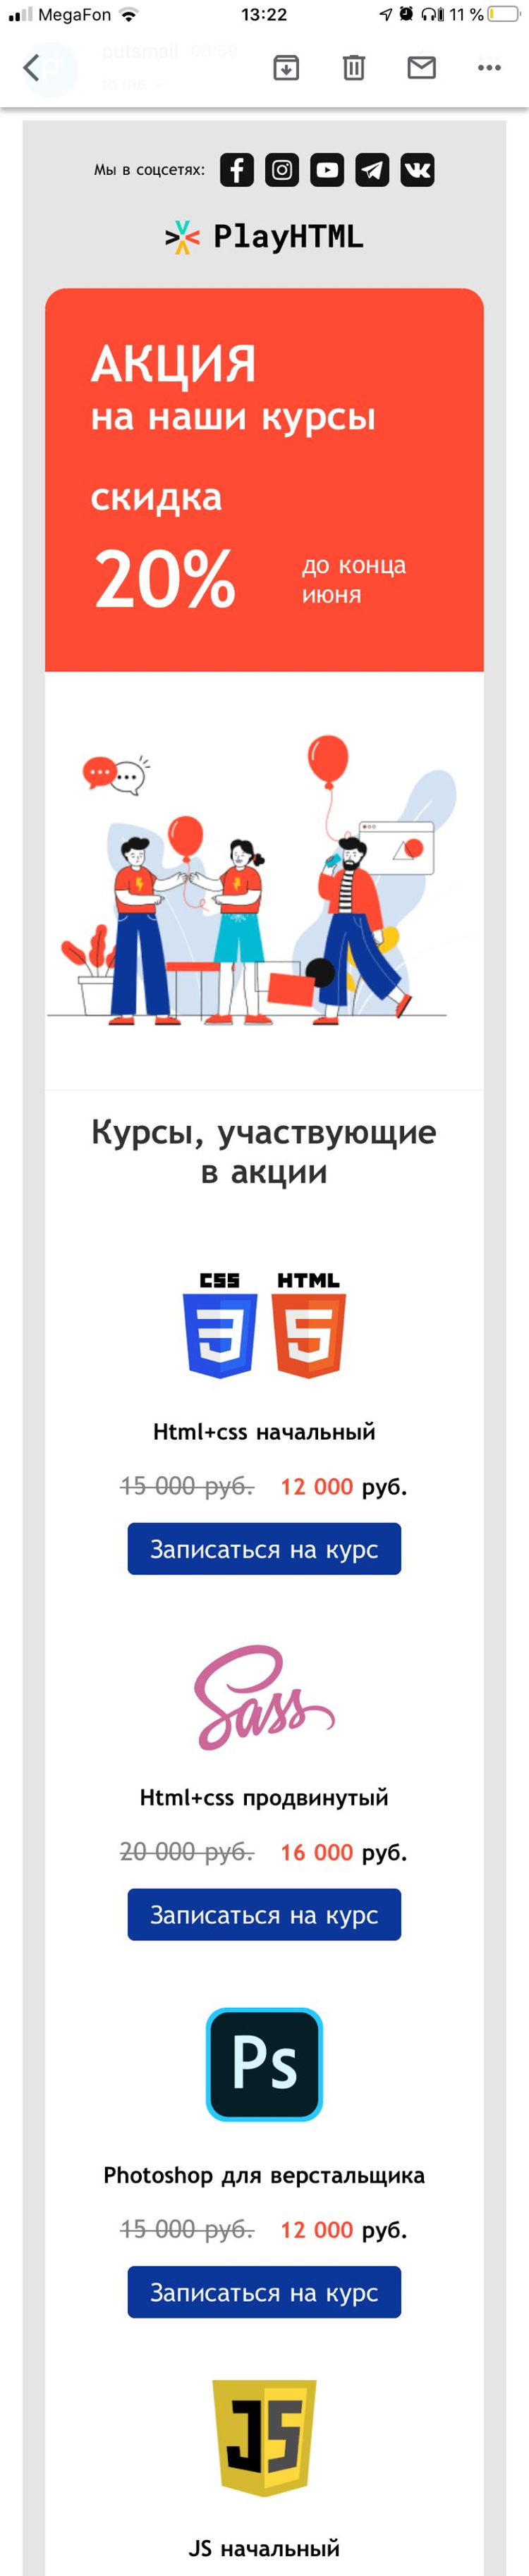 MegaFon 13:22 11 %
putsmail 08:59
to me
Мы в соцсетях:
PlayHTML
АКЦИЯ
на наши курсы
скидка
20%
до конца
июня
Курсы, участвующие
в акции
CSS HTML
3 5
Html+css начальный
15 000 руб. 12 000 руб.
Записаться на курс
Sass
Html+css продвинутый
20 000 руб. 16 000 руб.
Записаться на курс
Ps
Photoshop для верстальщика
15 000 руб. 12 000 руб.
Записаться на курс
JS
JS начальный